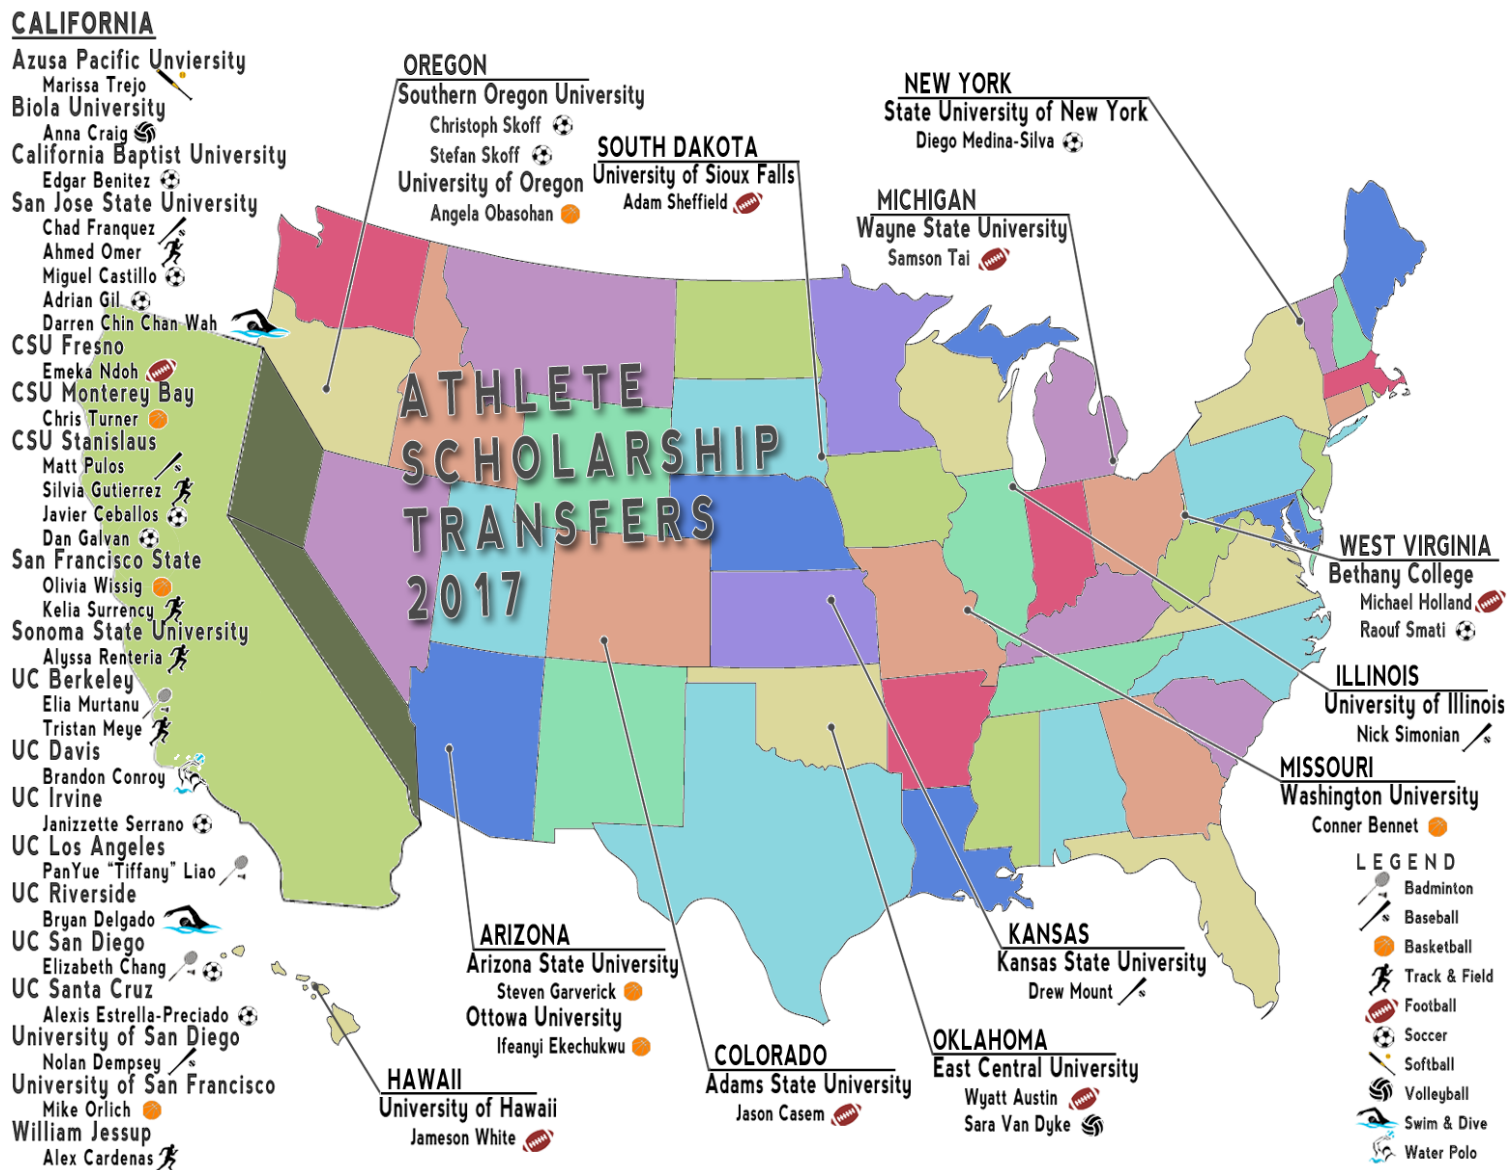 CALIFORNIA
Azusa Pacific Unviersity
Marissa Trejo
Biola University
Anna Craig
California Baptist University
Edgar Benitez
San Jose State University
Chad Franquez
Ahmed Omer
Miguel Castillo
Adrian Gil
Darren Chin Chan Wah
CSU Fresno
Emeka Ndoh
CSU Monterey Bay
Chris Turner
CSU Stanislaus
Matt Pulos
Silvia Gutierrez
Javier Ceballos
Dan Galvan
San Francisco State
Olivia Wissig
Kelia Surrency
Sonoma State University
Alyssa Renteria
UC Berkeley
Elia Murtanu
Tristan Meye
UC Davis
Brandon Conroy
UC Irvine
Janizzette Serrano
UC Los Angeles
PanYue "Tiffany" Liao
UC Riverside
Bryan Delgado
UC San Diego
Elizabeth Chang
UC Santa Cruz
Alexis Estrella-Preciado
University of San Diego
Nolan Dempsey
University of San Francisco
Mike Orlich
William Jessup
Alex Cardenas
OREGON
Southern Oregon University
Christoph Skoff
Stefan Skoff
University of Oregon
Angela Obasohan
SOUTH DAKOTA
University of Sioux Falls
Adam Sheffield
NEW YORK
State University of New York
Diego Medina-Silva
MICHIGAN
Wayne State University
Samson Tai
ATHLETE
SCHOLARSHIP
TRANSFERS
2017
WEST VIRGINIA
Bethany College
Michael Holland
Raouf Smati
ILLINOIS
University of Illinois
Nick Simonian
MISSOURI
Washington University
Conner Bennet
HAWAII
University of Hawaii
Jameson White
ARIZONA
Arizona State University
Steven Garverick
Ottowa University
Ifeanyi Ekechukwu
COLORADO
Adams State University
Jason Casem
KANSAS
Kansas State University
Drew Mount
OKLAHOMA
East Central University
Wyatt Austin
Sara Van Dyke
LEGEND
Badminton
Baseball
Basketball
Track & Field
Football
Soccer
Softball
Volleyball
Swim & Dive
Water Polo